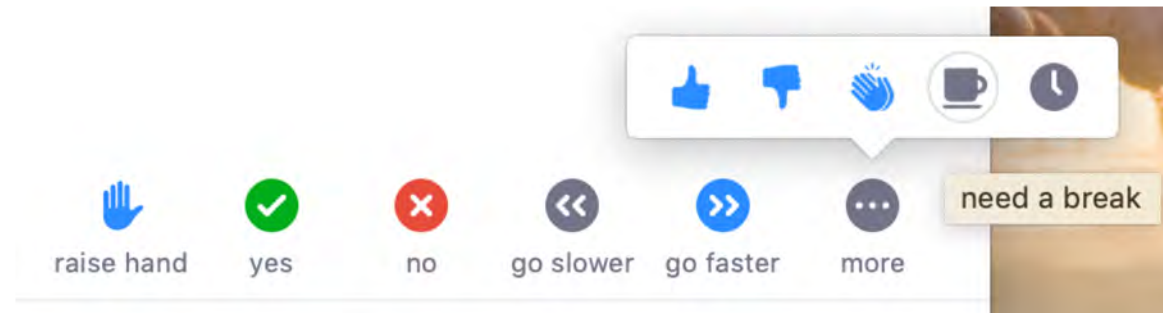 need a break
raise hand
yes
no
go slower
go faster
more